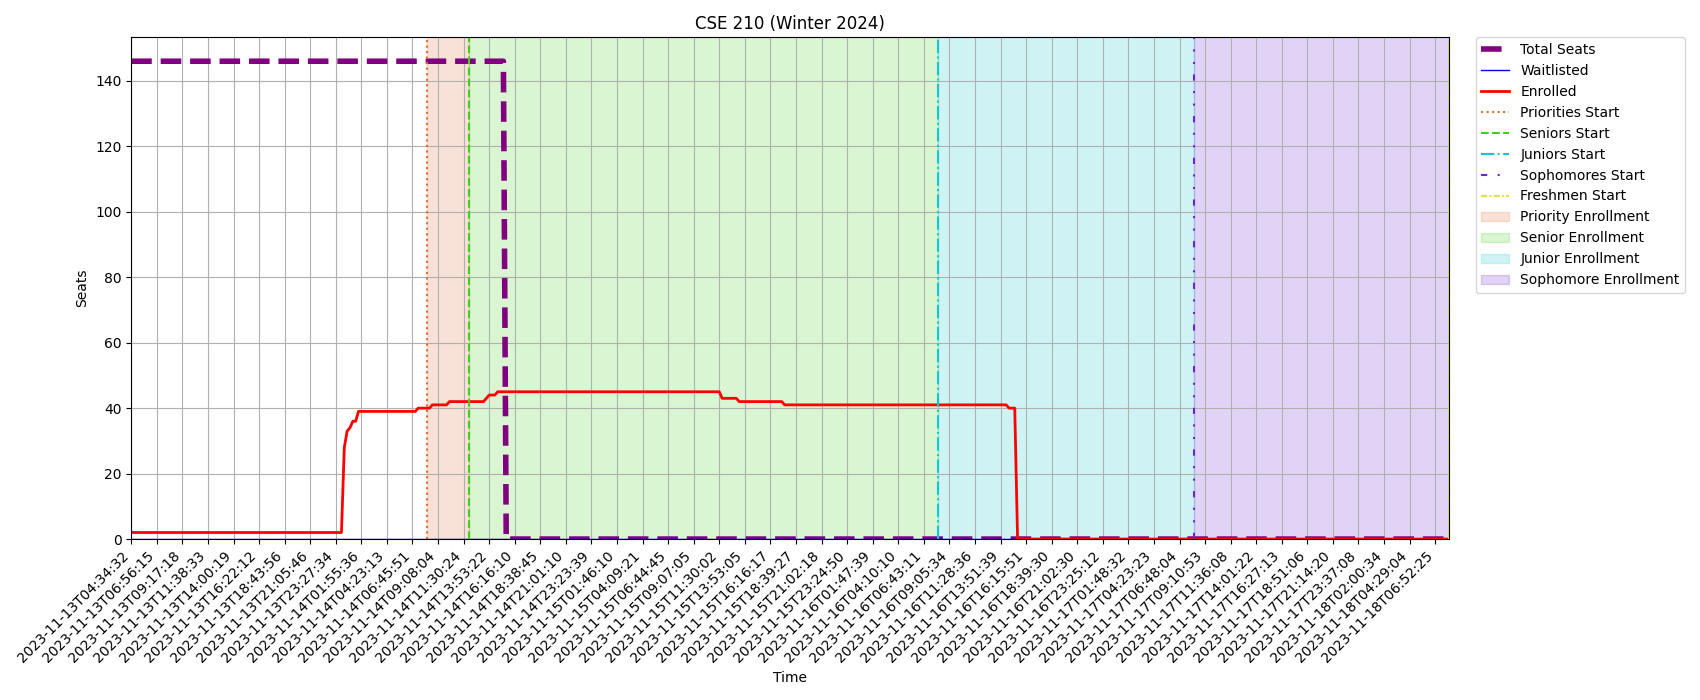 CSE 210 (Winter 2024)
Total Seats
Waitlisted
Enrolled
Priorities Start
Seniors Start
Juniors Start
Sophomores Start
Freshmen Start
Priority Enrollment
Senior Enrollment
Junior Enrollment
Sophomore Enrollment
Seats
140
120
100
80
60
40
20
0
2023-11-13T04:34:32
2023-11-13T06:56:15
2023-11-13T09:17:18
2023-11-13T11:38:33
2023-11-13T14:00:19
2023-11-13T16:22:12
2023-11-13T18:43:56
2023-11-13T21:05:46
2023-11-13T23:27:34
2023-11-14T01:55:36
2023-11-14T04:23:13
2023-11-14T06:45:51
2023-11-14T09:08:04
2023-11-14T11:30:24
2023-11-14T13:53:22
2023-11-14T16:16:10
2023-11-14T18:38:45
2023-11-14T21:01:10
2023-11-14T23:23:39
2023-11-15T01:46:10
2023-11-15T04:09:21
2023-11-15T06:44:45
2023-11-15T09:07:05
2023-11-15T11:30:02
2023-11-15T13:53:05
2023-11-15T16:16:17
2023-11-15T18:39:27
2023-11-15T21:02:18
2023-11-15T23:24:50
2023-11-16T01:47:39
2023-11-16T04:10:10
2023-11-16T06:43:11
2023-11-16T09:05:34
2023-11-16T11:28:36
2023-11-16T13:51:39
2023-11-16T16:15:51
2023-11-16T18:39:30
2023-11-16T21:02:30
2023-11-16T23:25:12
2023-11-17T01:48:32
2023-11-17T04:23:23
2023-11-17T06:48:04
2023-11-17T09:10:53
2023-11-17T11:36:08
2023-11-17T14:01:22
2023-11-17T16:27:13
2023-11-17T18:51:06
2023-11-17T21:14:20
2023-11-17T23:37:08
2023-11-18T02:00:34
2023-11-18T04:29:04
2023-11-18T06:52:25
Time